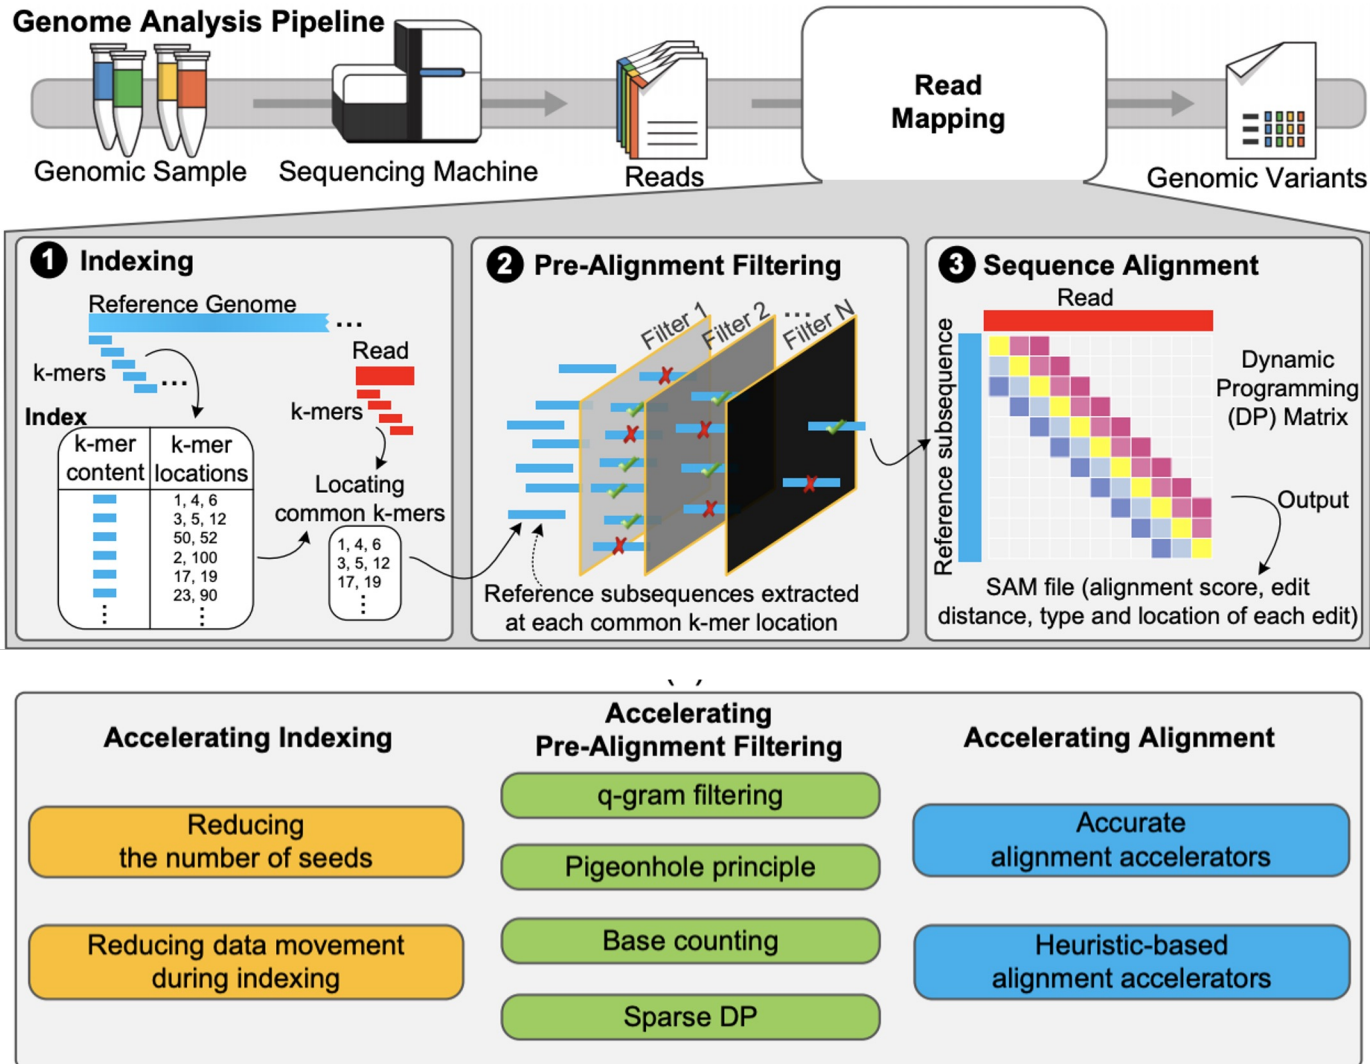 Genome Analysis Pipeline
Genomic Sample
Sequencing Machine
Reads
Read
Mapping
Genomic Variants
1 Indexing
Reference Genome
...
k-mers
...
Read
k-mers
Index
k-mer
content
k-mer
locations
1, 4, 6
3, 5, 12
50, 52
2, 100
17, 19
23, 90
Locating
common k-mers
1, 4, 6
3, 5, 12
17, 19
2 Pre-Alignment Filtering
Filter 1
Filter 2
...
Filter N
Reference subsequences extracted
at each common k-mer location
3 Sequence Alignment
Read
Reference subsequence
Dynamic
Programming
(DP) Matrix
Output
SAM file (alignment score, edit
distance, type and location of each edit)
Accelerating Indexing
Reducing
the number of seeds
Reducing data movement
during indexing
Accelerating
Pre-Alignment Filtering
q-gram filtering
Pigeonhole principle
Base counting
Sparse DP
Accelerating Alignment
Accurate
alignment accelerators
Heuristic-based
alignment accelerators